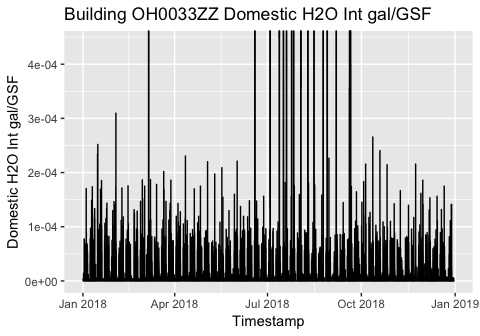 Building OH0033ZZ Domestic H2O Int gal/GSF
Domestic H2O Int gal/GSF
4e-04
3e-04
2e-04
1e-04
0e+00
Jan 2018
Apr 2018
Jul 2018
Oct 2018
Jan 2019
Timestamp